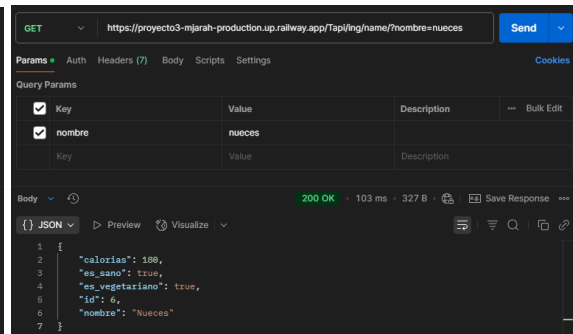 GET https://proyecto3-mjarah-production.up.railway.app/Tapi/ing/name/?nombre=nueces Send
Params Auth Headers (7) Body Scripts Settings Cookies
Query Params
Key Value Description Bulk Edit
nombre nueces
Key Value Description
Body 200 OK 103 ms 327 B Save Response
{} JSON Preview Visualize
1 {
2 "calorias": 180,
3 "es_sano": true,
4 "es_vegetariano": true,
5 "id": 6,
6 "nombre": "Nueces"
7 }